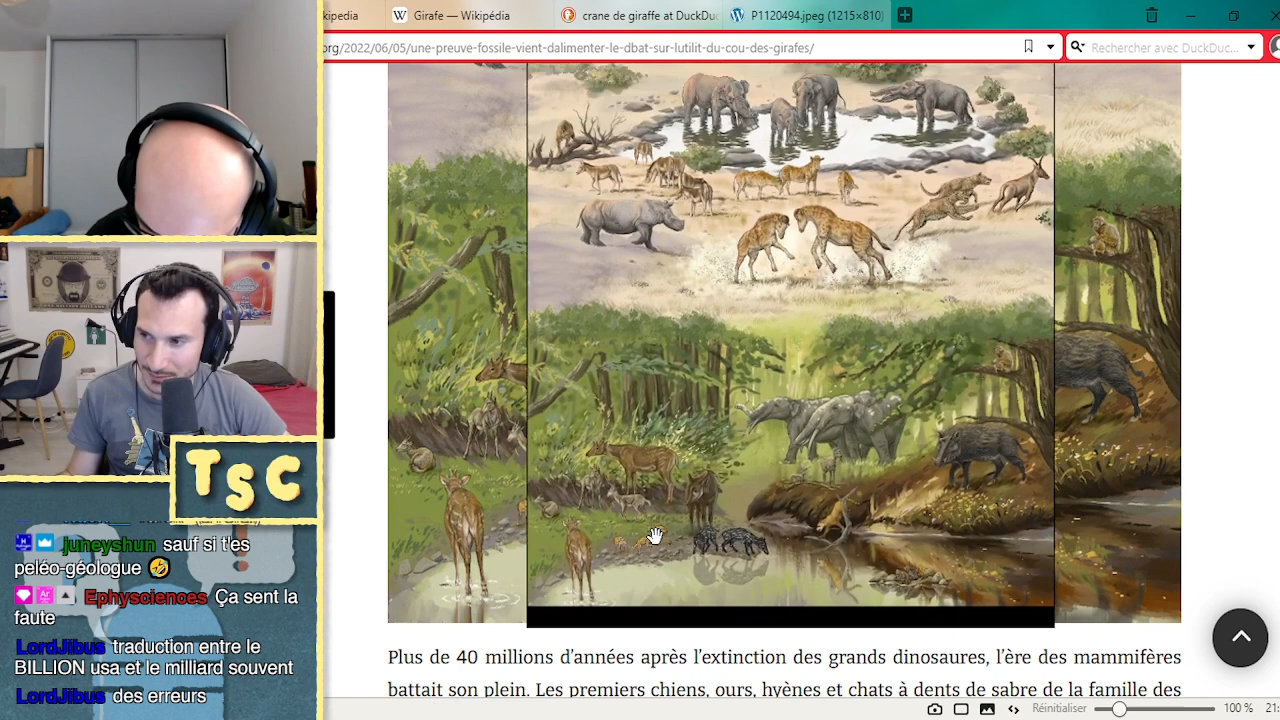 kipedia
Girafe — Wikipédia
crane de giraffe at DuckDu
P1120494.jpeg (1215×810)
org/2022/06/05/une-preuve-fossile-vient-dalimenter-le-dbat-sur-lutilit-du-cou-des-girafes/
Rechercher avec DuckDuc...
TSC
juneyshun sauf si t'es
peléo-géologue
Ephysciences Ça sent la
faute
LordJibus traduction entre le
BILLION usa et le milliard souvent
LordJibus des erreurs
Plus de 40 millions d'années après l'extinction des grands dinosaures, l'ère des mammifères
battait son plein. Les premiers chiens, ours, hyènes et chats à dents de sabre de la famille des
Réinitialiser
100 %
21: